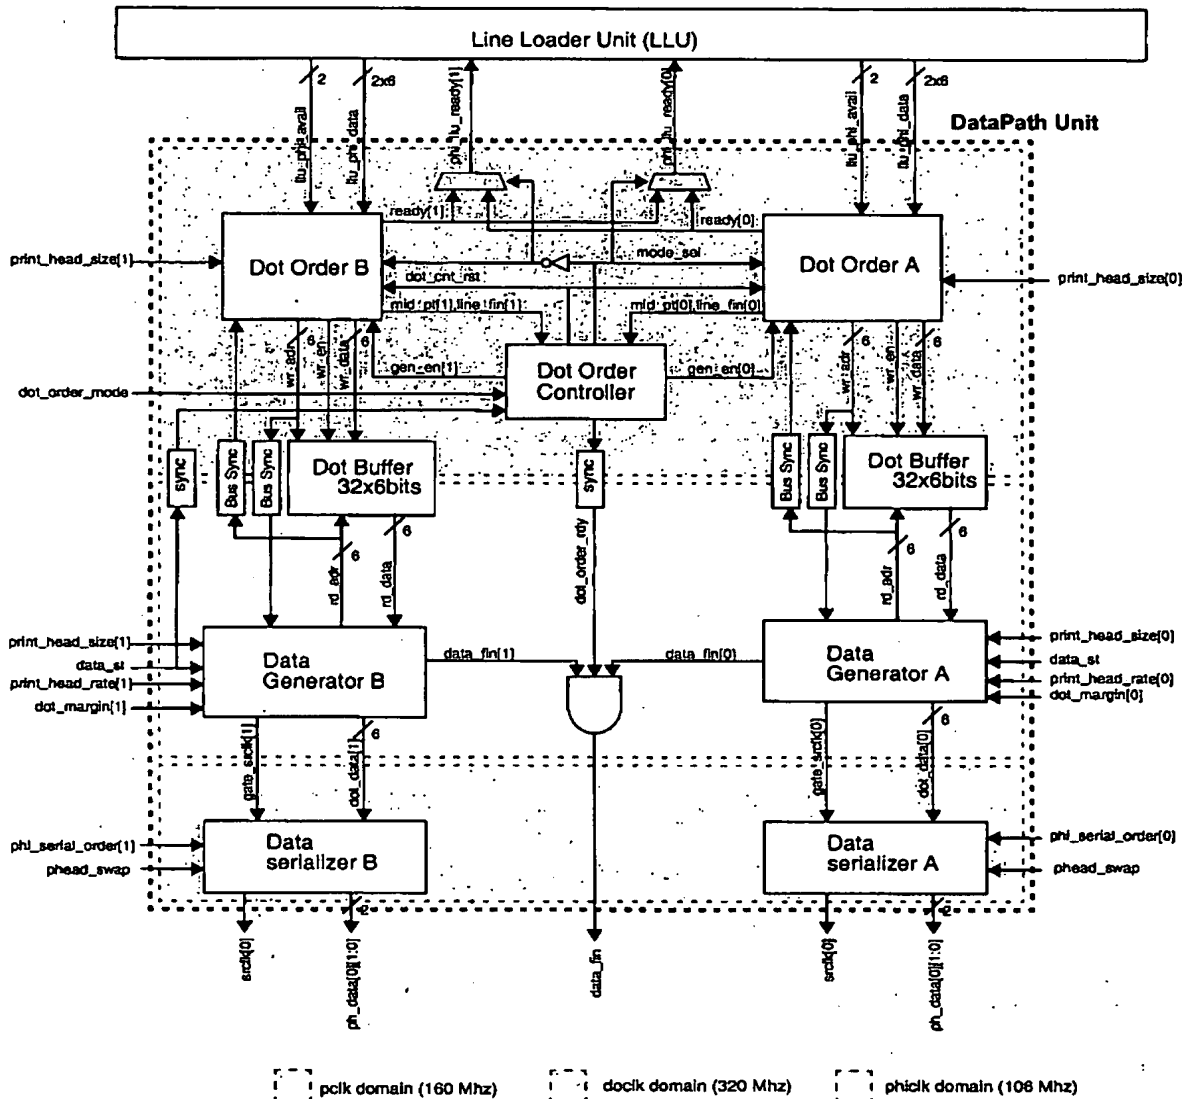 Line Loader Unit (LLU)
2
2x6
2
2x6
llu_phi_avail
llu_phi_data
phi_llu_ready[1]
phi_llu_ready[0]
llu_phi_avail
llu_phi_data
DataPath Unit
ready[1]
ready[0]
print_head_size[1]
Dot Order B
mode_sel
Dot Order A
dot_cnt_rst
print_head_size[0]
mid_pt[1],line_fin[1]
mid_pt[0],line_fin[0]
6
6
6
6
wr_adr
wr_en
wr_data
gen_en[1]
Dot Order
Controller
gen_en[0]
wr_adr
wr_en
wr_data
dot_order_mode
sync
Bus Sync
Bus Sync
Dot Buffer
32x6bits
sync
Bus Sync
Bus Sync
Dot Buffer
32x6bits
6
6
rd_adr
rd_data
dot_order_rdy
6
6
rd_adr
rd_data
print_head_size[1]
data_st
print_head_rate[1]
dot_margin[1]
Data
Generator B
data_fin[1]
data_fin[0]
Data
Generator A
print_head_size[0]
data_st
print_head_rate[0]
dot_margin[0]
gate_srclk[1]
dot_data[1]
6
gate_srclk[0]
dot_data[0]
6
phi_serial_order[1]
phead_swap
Data
serializer B
Data
serializer A
phi_serial_order[0]
phead_swap
2
2
srclk[0]
ph_data[0][1:0]
data_fin
srclk[0]
ph_data[0][1:0]
pclk domain (160 Mhz)
doclk domain (320 Mhz)
phiclk domain (106 Mhz)